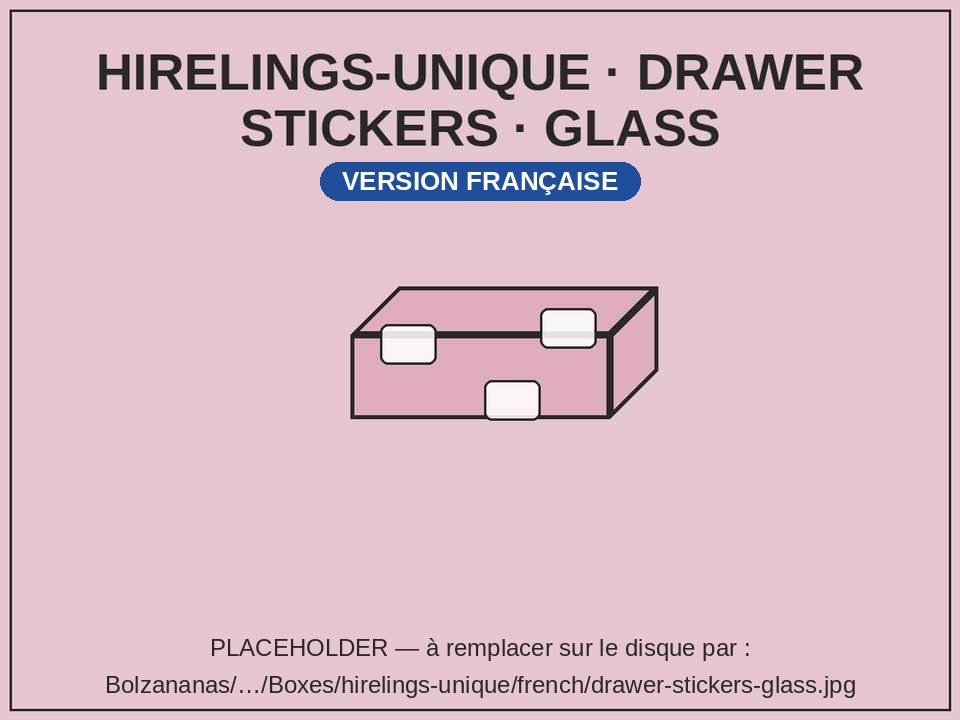 HIRELINGS-UNIQUE · DRAWER
STICKERS · GLASS
VERSION FRANÇAISE
PLACEHOLDER — à remplacer sur le disque par :
Bolzananas/…/Boxes/hirelings-unique/french/drawer-stickers-glass.jpg